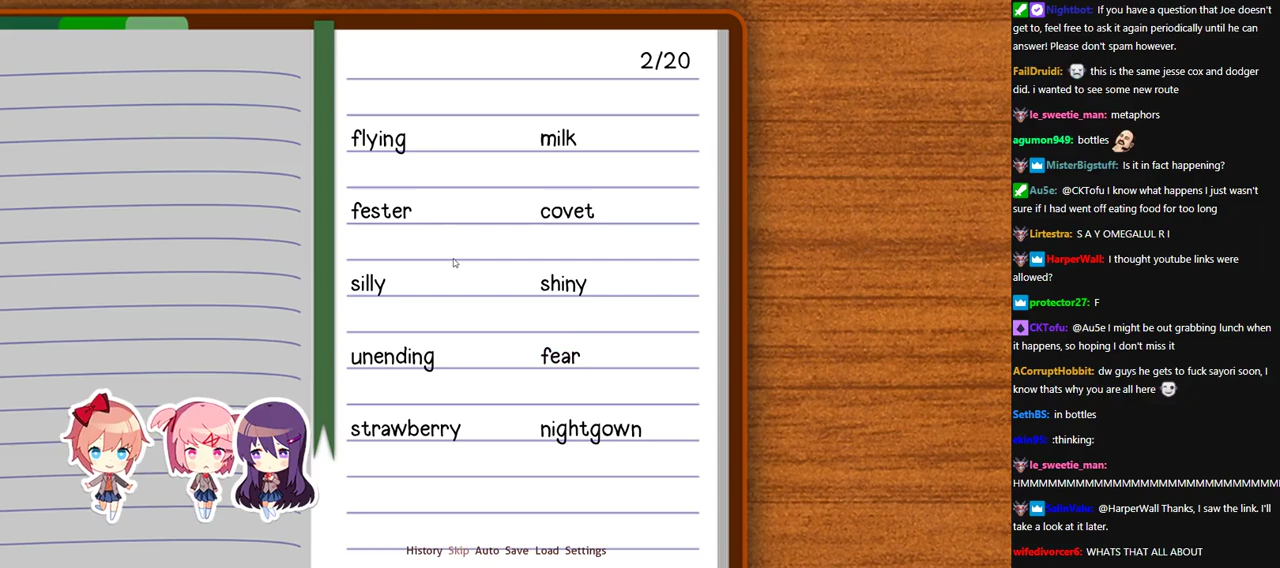 2/20
flying milk
fester covet
silly shiny
unending fear
strawberry nightgown
History Skip Auto Save Load Settings
Nightbot: If you have a question that Joe doesn't
get to, feel free to ask it again periodically until he can
answer! Please don't spam however.
FailDruidi: this is the same jesse cox and dodger
did. i wanted to see some new route
le_sweetie_man: metaphors
agumon949: bottles
MisterBigstuff: Is it in fact happening?
Au5e: @CKTofu I know what happens I just wasn't
sure if I had went off eating food for too long
Lirtestra: S A Y OMEGALUL R I
HarperWall: I thought youtube links were
allowed?
protector27: F
CKTofu: @Au5e I might be out grabbing lunch when
it happens, so hoping I don't miss it
ACorruptHobbit: dw guys he gets to fuck sayori soon, I
know thats why you are all here
SethBS: in bottles
:thinking:
le_sweetie_man:
@HarperWall Thanks, I saw the link. I'll
take a look at it later.
wifedivorcer6: WHATS THAT ALL ABOUT